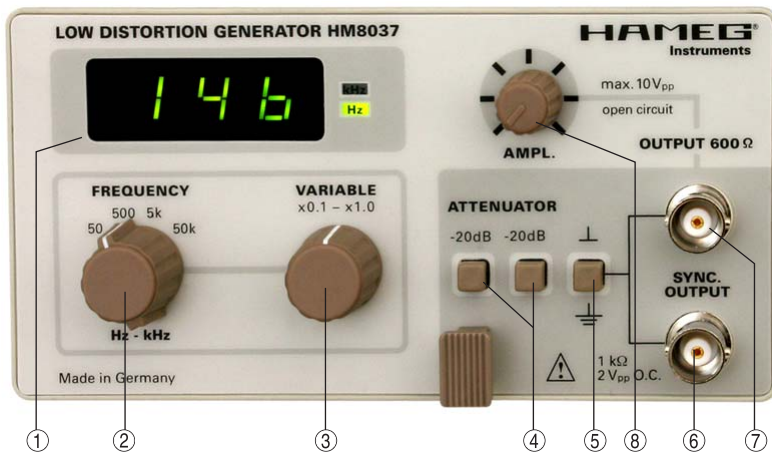 LOW DISTORTION GENERATOR HM8037
HAMEG®
Instruments
146
kHz
Hz
max. 10Vpp
open circuit
AMPL.
OUTPUT 600 Ω
FREQUENCY
50 500 5k 50k
Hz - kHz
VARIABLE
x0.1 – x1.0
ATTENUATOR
-20dB -20dB
SYNC.
OUTPUT
1 kΩ
2 Vpp O.C.
Made in Germany
① ② ③ ④ ⑤ ⑧ ⑥ ⑦